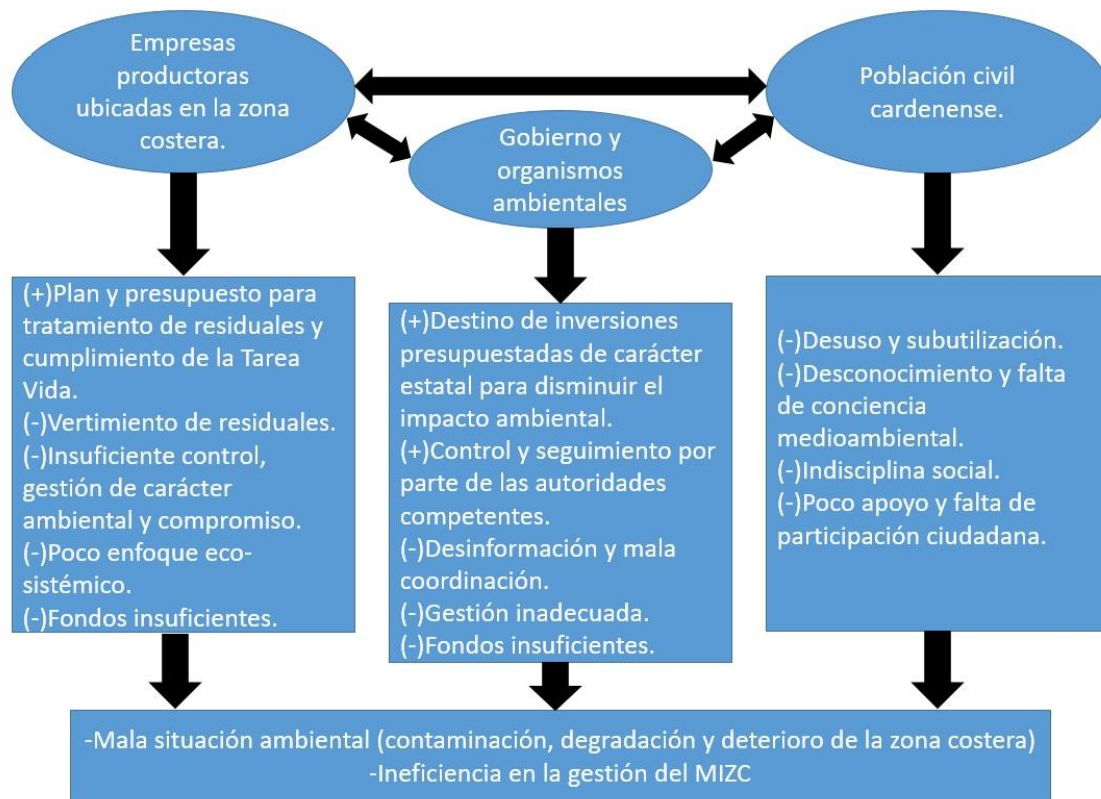 Empresas
productoras
ubicadas en la zona
costera.
Gobierno y
organismos
ambientales
Población civil
cardenense.
(+)Plan y presupuesto para
tratamiento de residuales y
cumplimiento de la Tarea
Vida.
(-)Vertimiento de residuales.
(-)Insuficiente control,
gestión de carácter
ambiental y compromiso.
(-)Poco enfoque eco-
sistémico.
(-)Fondos insuficientes.
(+)Destino de inversiones
presupuestadas de carácter
estatal para disminuir el
impacto ambiental.
(+)Control y seguimiento por
parte de las autoridades
competentes.
(-)Desinformación y mala
coordinación.
(-)Gestión inadecuada.
(-)Fondos insuficientes.
(-)Desuso y subutilización.
(-)Desconocimiento y falta
de conciencia
medioambiental.
(-)Indisciplina social.
(-)Poco apoyo y falta de
participación ciudadana.
-Mala situación ambiental (contaminación, degradación y deterioro de la zona costera)
-Ineficiencia en la gestión del MIZC